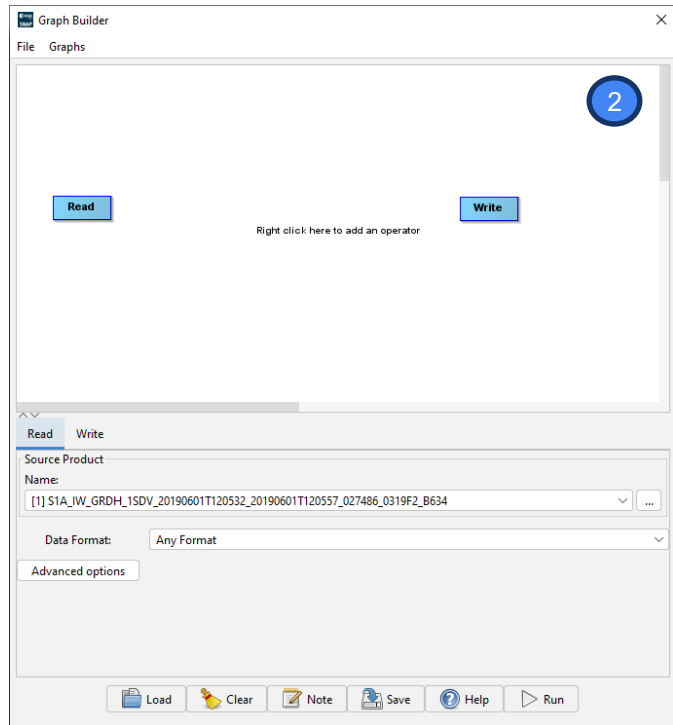 Graph Builder
File Graphs
2
Read Write
Right click here to add an operator
Read Write
Source Product
Name:
[1] S1A_IW_GRDH_1SDV_20190601T120532_20190601T120557_027486_0319F2_B634 ...
Data Format: Any Format
Advanced options
Load Clear Note Save Help Run